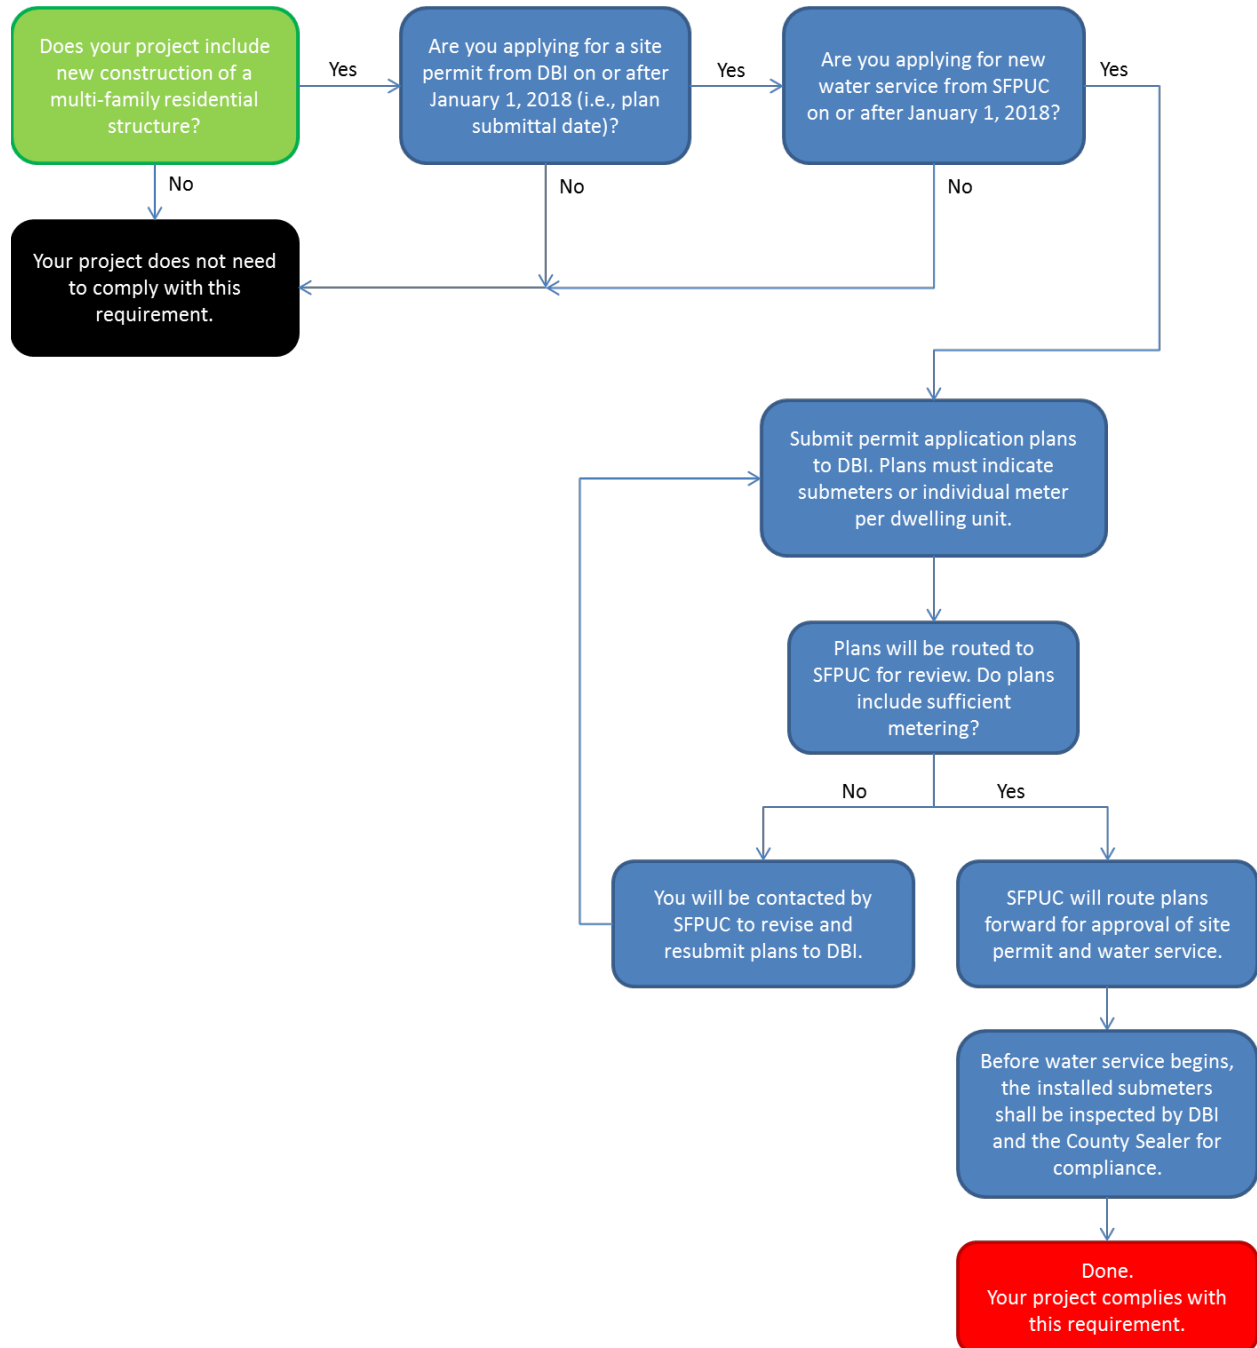 Does your project include
new construction of a
multi-family residential
structure?
Yes
Are you applying for a site
permit from DBI on or after
January 1, 2018 (i.e., plan
submittal date)?
Yes
Are you applying for new
water service from SFPUC
on or after January 1, 2018?
Yes
No
No
No
Your project does not need
to comply with this
requirement.
Submit permit application plans
to DBI. Plans must indicate
submeters or individual meter
per dwelling unit.
Plans will be routed to
SFPUC for review. Do plans
include sufficient
metering?
No
Yes
You will be contacted by
SFPUC to revise and
resubmit plans to DBI.
SFPUC will route plans
forward for approval of site
permit and water service.
Before water service begins,
the installed submeters
shall be inspected by DBI
and the County Sealer for
compliance.
Done.
Your project complies with
this requirement.